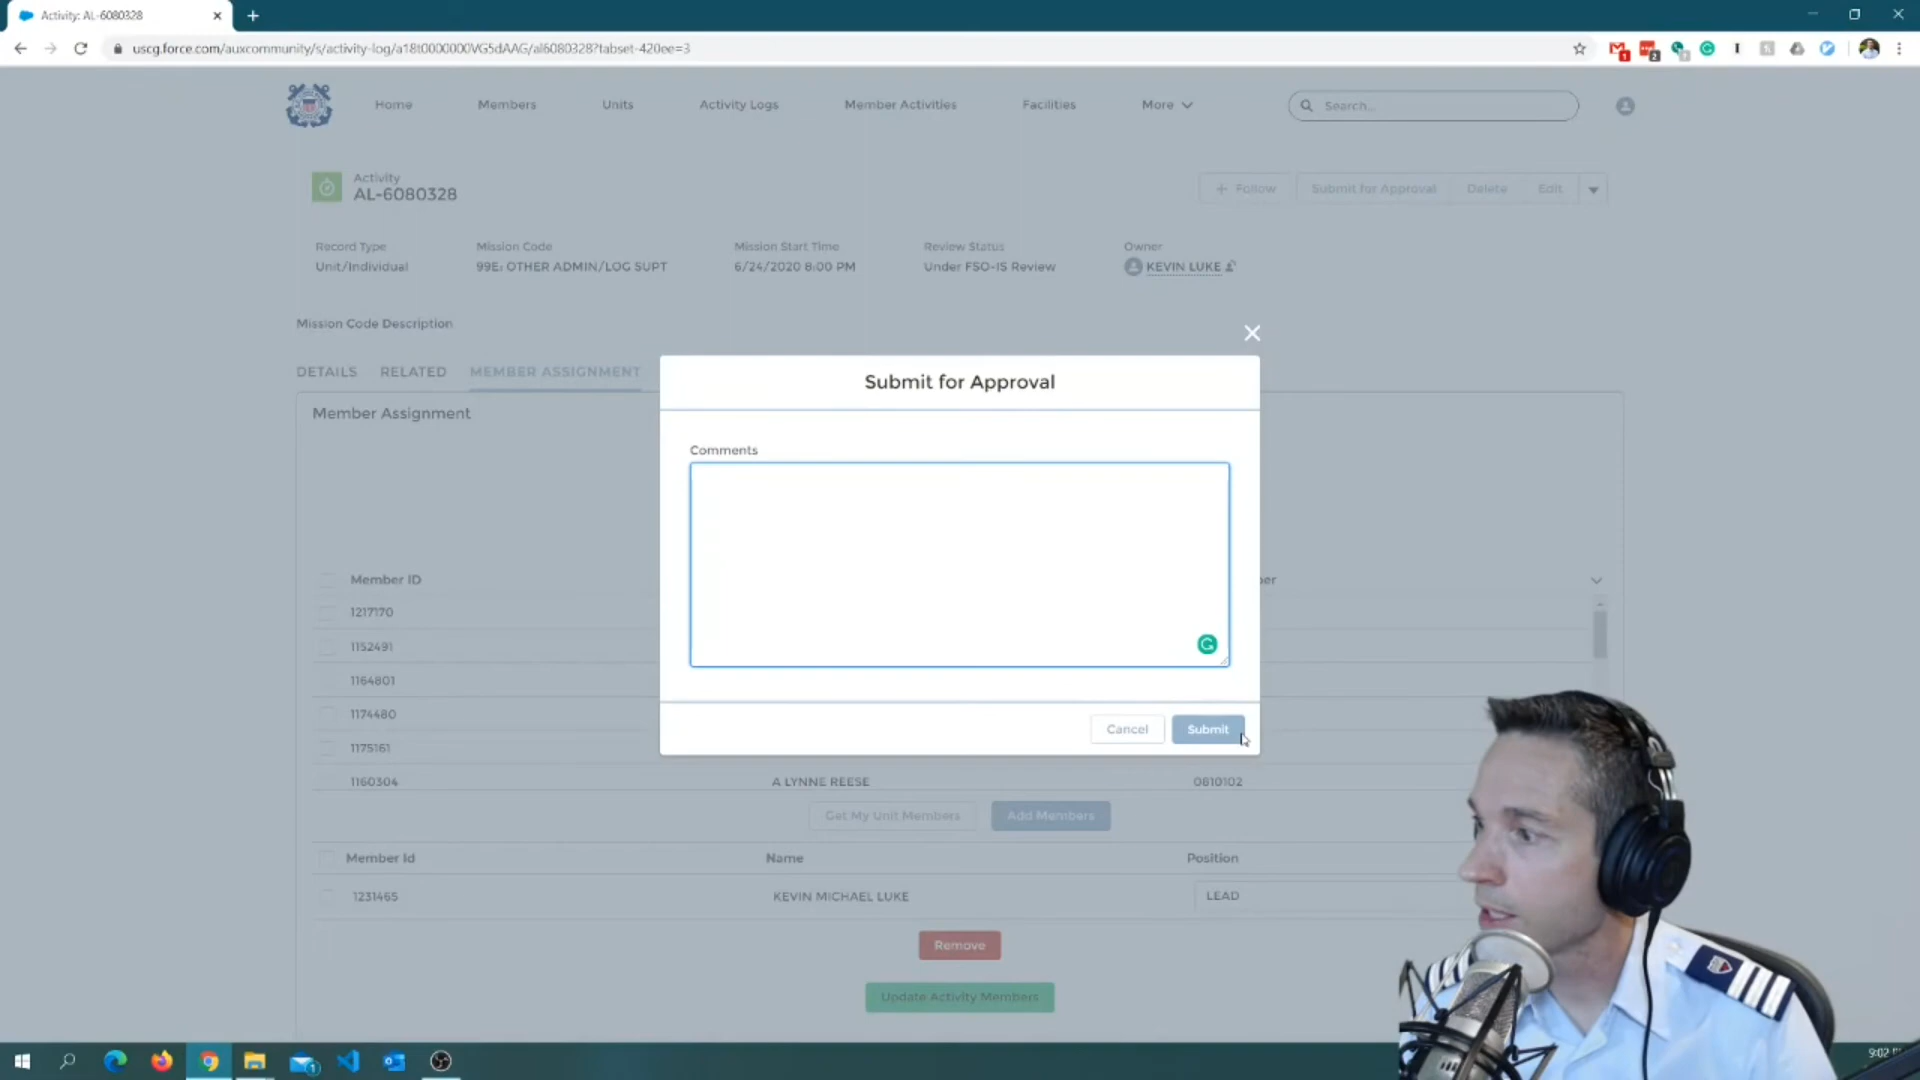 Activity: AL-6080328
uscg.force.com/auxcommunity/s/activity-log/a18t0000000VG5dAAG/al6080328?tabset-420ee=3
Home Members Units Activity Logs Member Activities Facilities More Search...
Activity
AL-6080328
+ Follow Submit for Approval Delete Edit
Record Type Mission Code Mission Start Time Review Status Owner
Unit/Individual 99E: OTHER ADMIN/LOG SUPT 6/24/2020 8:00 PM Under FSO-IS Review KEVIN LUKE
Mission Code Description
DETAILS RELATED MEMBER ASSIGNMENT
Member Assignment
Submit for Approval
Comments
Cancel Submit
Member ID
1217170
1152491
1164801
1174480
1175161
1160304 A LYNNE REESE 0810102
Get My Unit Members Add Members
Member Id Name Position
1231465 KEVIN MICHAEL LUKE LEAD
Remove
Update Activity Members
9:02